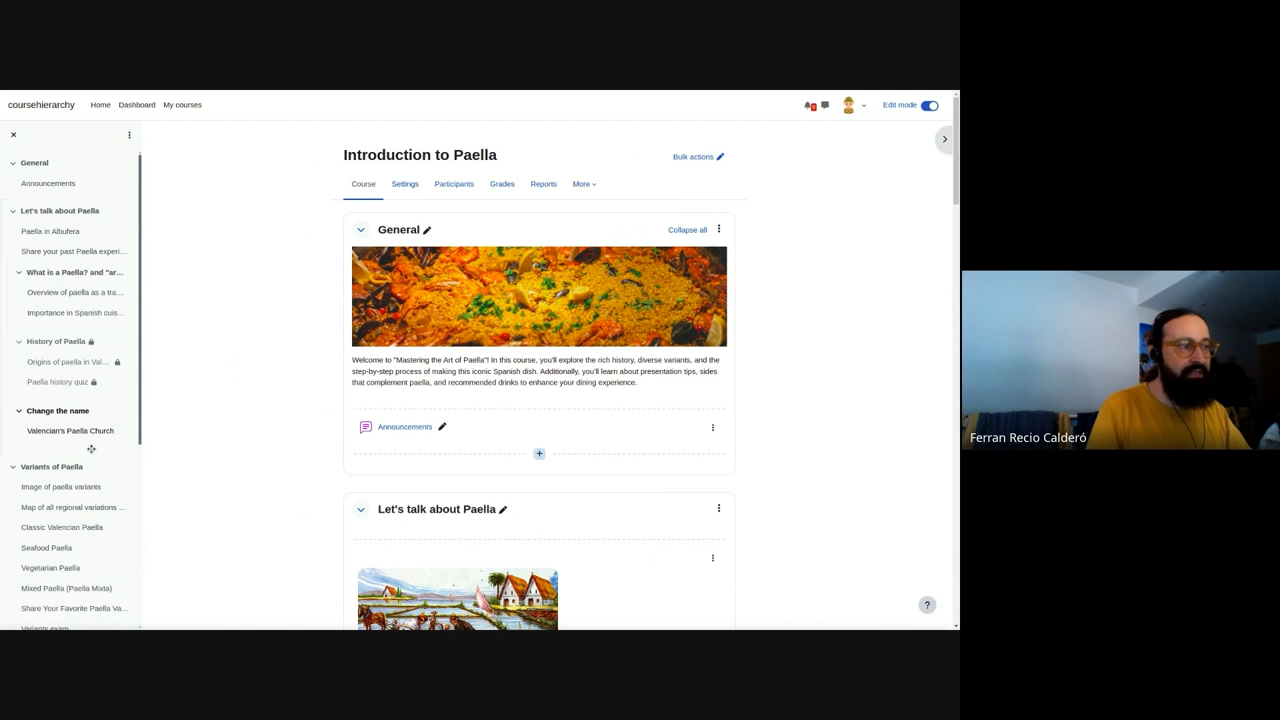 coursehierarchy
Home
Dashboard
My courses
Edit mode
General
Announcements
Let's talk about Paella
Paella in Albufera
Share your past Paella experi...
What is a Paella? and "ar...
Overview of paella as a tra...
Importance in Spanish cuis...
History of Paella
Origins of paella in Val...
Paella history quiz
Change the name
Valencian's Paella Church
Variants of Paella
Image of paella variants
Map of all regional variations ...
Classic Valencian Paella
Seafood Paella
Vegetarian Paella
Mixed Paella (Paella Mixta)
Share Your Favorite Paella Va...
Variants exam
Introduction to Paella
Bulk actions
Course
Settings
Participants
Grades
Reports
More
General
Collapse all
Welcome to "Mastering the Art of Paella"! In this course, you'll explore the rich history, diverse variants, and the
step-by-step process of making this iconic Spanish dish. Additionally, you'll learn about presentation tips, sides
that complement paella, and recommended drinks to enhance your dining experience.
Announcements
Let's talk about Paella
?
Ferran Recio Calderó